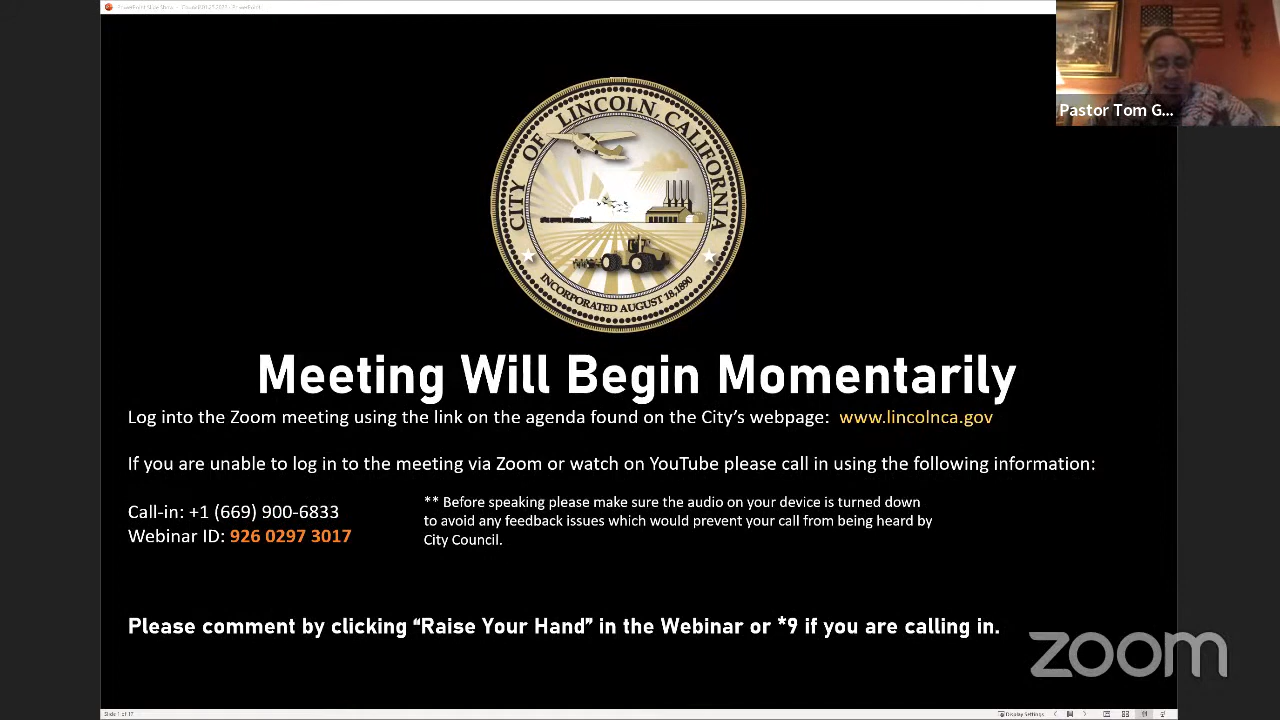 Pastor Tom G...
CITY OF LINCOLN, CALIFORNIA
INCORPORATED AUGUST 18, 1890
Meeting Will Begin Momentarily
Log into the Zoom meeting using the link on the agenda found on the City’s webpage: www.lincolnca.gov
If you are unable to log in to the meeting via Zoom or watch on YouTube please call in using the following information:
Call-in: +1 (669) 900-6833
Webinar ID: 926 0297 3017
** Before speaking please make sure the audio on your device is turned down
to avoid any feedback issues which would prevent your call from being heard by
City Council.
Please comment by clicking “Raise Your Hand” in the Webinar or *9 if you are calling in.
zoom
Slide 1 of 17
Display Settings